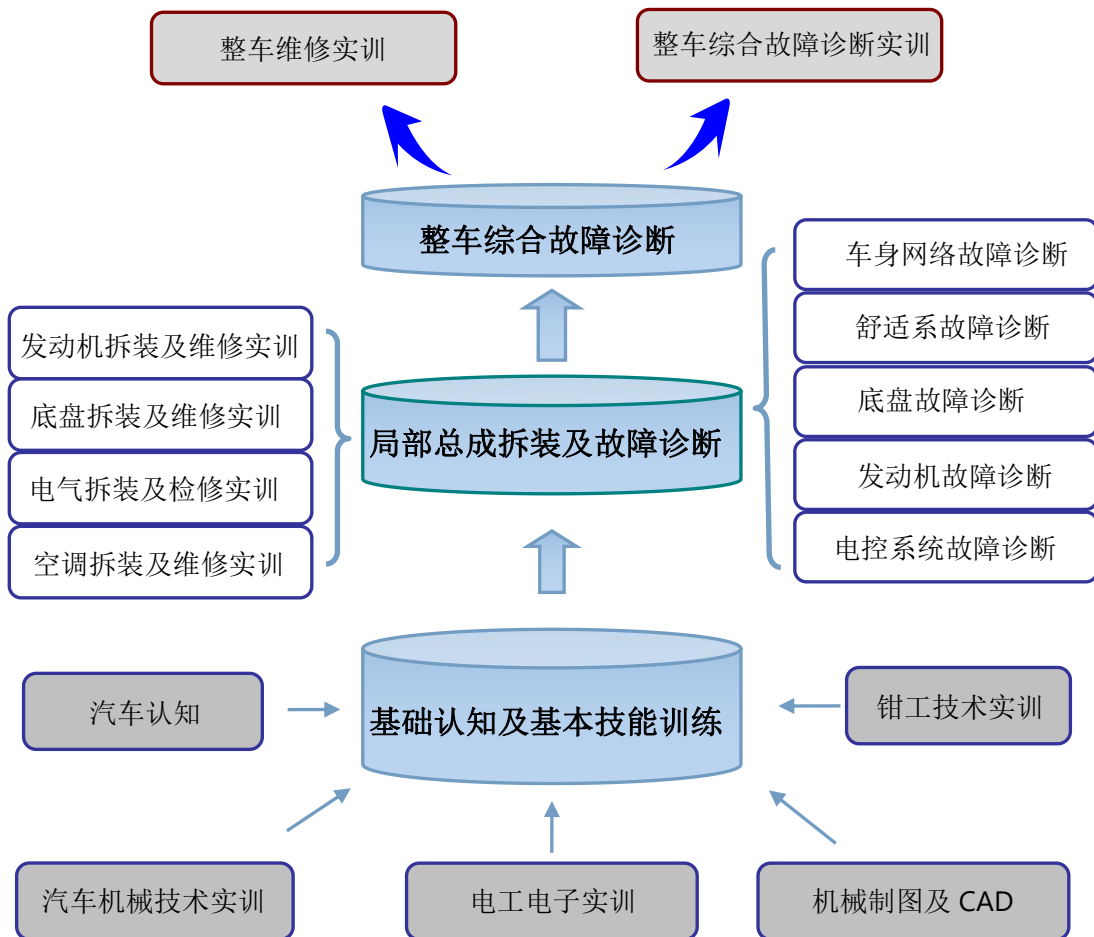 整车维修实训
整车综合故障诊断实训
整车综合故障诊断
车身网络故障诊断
舒适系故障诊断
底盘故障诊断
发动机故障诊断
电控系统故障诊断
发动机拆装及维修实训
底盘拆装及维修实训
电气拆装及检修实训
空调拆装及维修实训
局部总成拆装及故障诊断
基础认知及基本技能训练
汽车认知
钳工技术实训
汽车机械技术实训
电工电子实训
机械制图及 CAD